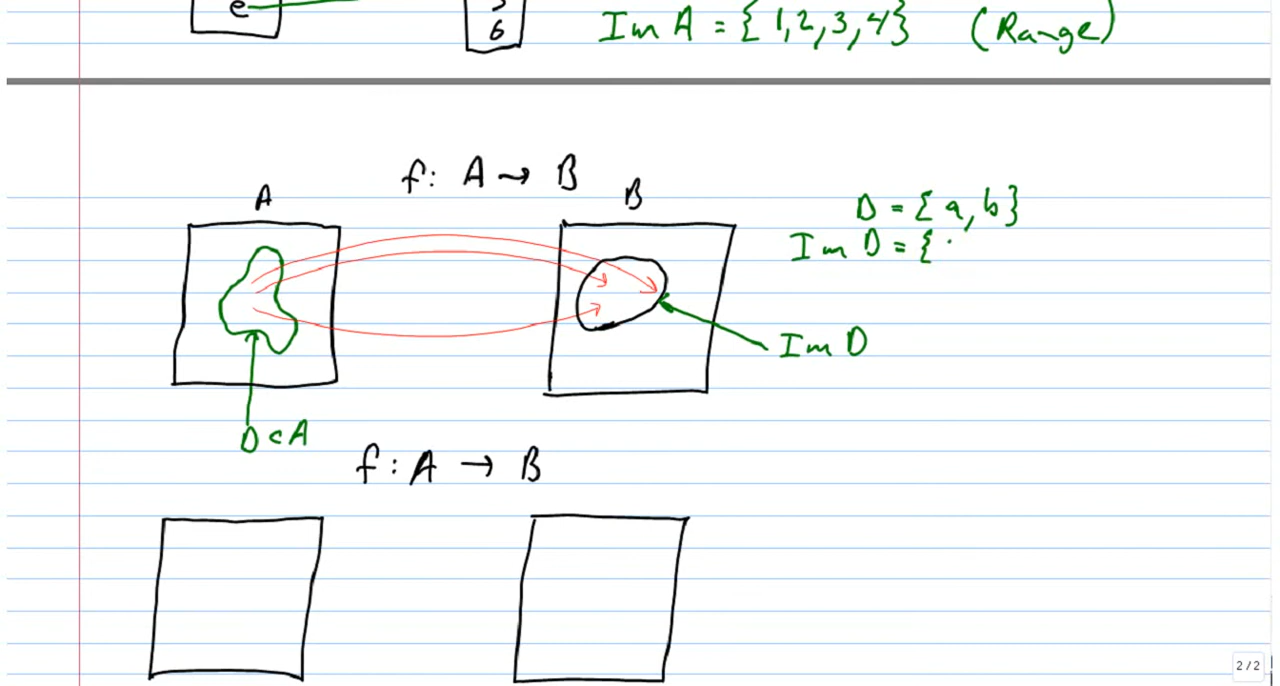 e
6
Im A = { 1,2,3,4} (Range)
f: A → B
A
B
D = { a, b}
Im D = {
Im D
D ⊂ A
f : A → B
2 / 2